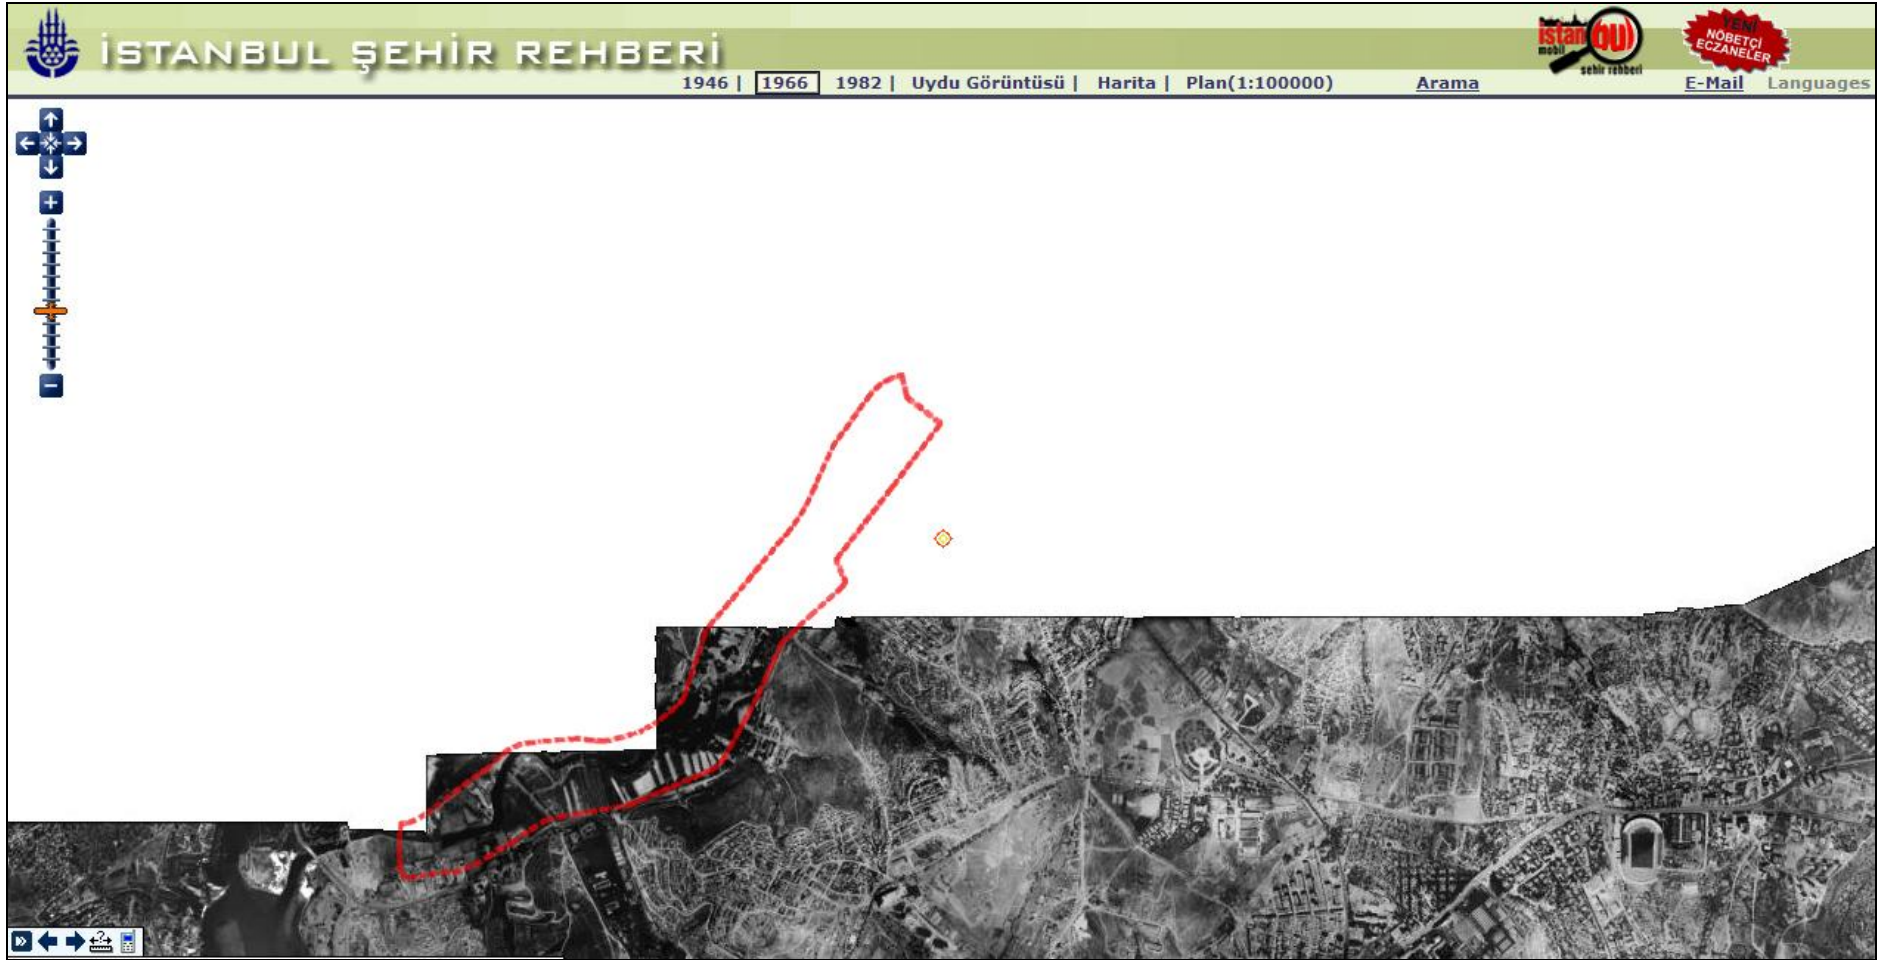 İSTANBUL ŞEHİR REHBERİ
istanbul
mobil
şehir rehberi
YENİ
NÖBETÇİ
ECZANELER
1946 | 1966 1982 | Uydu Görüntüsü | Harita | Plan(1:100000) Arama E-Mail Languages